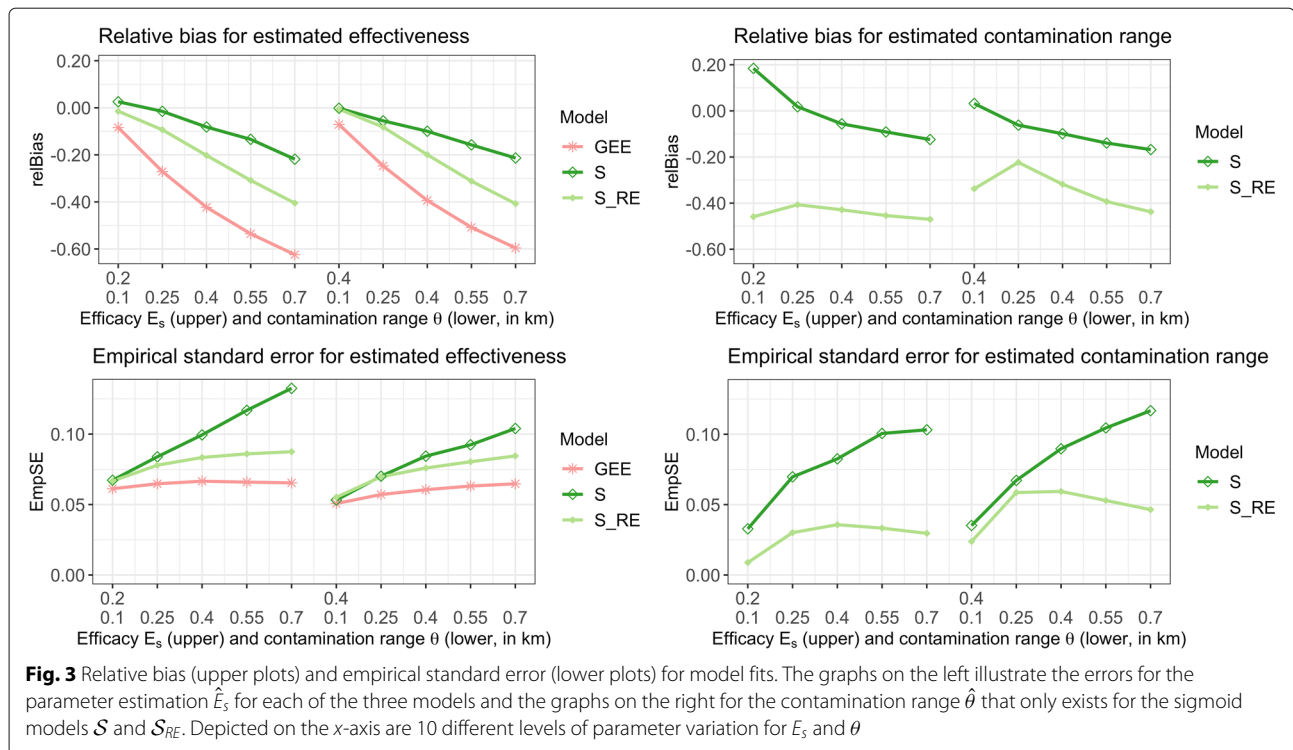 Relative bias for estimated effectiveness
0.20
0.00
-0.20
-0.40
-0.60
relBias
0.2 0.4
0.1 0.25 0.4 0.55 0.7 0.1 0.25 0.4 0.55 0.7
Efficacy Es (upper) and contamination range θ (lower, in km)
Model
GEE
S
S_RE
Relative bias for estimated contamination range
0.20
0.00
-0.20
-0.40
-0.60
relBias
0.2 0.4
0.1 0.25 0.4 0.55 0.7 0.1 0.25 0.4 0.55 0.7
Efficacy Es (upper) and contamination range θ (lower, in km)
Model
S
S_RE
Empirical standard error for estimated effectiveness
0.10
0.05
0.00
EmpSE
0.2 0.4
0.1 0.25 0.4 0.55 0.7 0.1 0.25 0.4 0.55 0.7
Efficacy Es (upper) and contamination range θ (lower, in km)
Model
GEE
S
S_RE
Empirical standard error for estimated contamination range
0.10
0.05
0.00
EmpSE
0.2 0.4
0.1 0.25 0.4 0.55 0.7 0.1 0.25 0.4 0.55 0.7
Efficacy Es (upper) and contamination range θ (lower, in km)
Model
S
S_RE
Fig. 3 Relative bias (upper plots) and empirical standard error (lower plots) for model fits. The graphs on the left illustrate the errors for the
parameter estimation Ê_s for each of the three models and the graphs on the right for the contamination range θ̂ that only exists for the sigmoid
models S and S_RE. Depicted on the x-axis are 10 different levels of parameter variation for E_s and θ